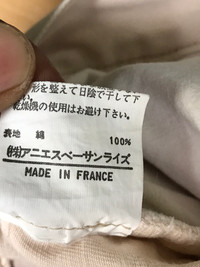 形を整えて日陰で干して下
乾燥機の使用はお避け下さい。
表地 綿 100%
㈱アニエスベーサンライズ
MADE IN FRANCE